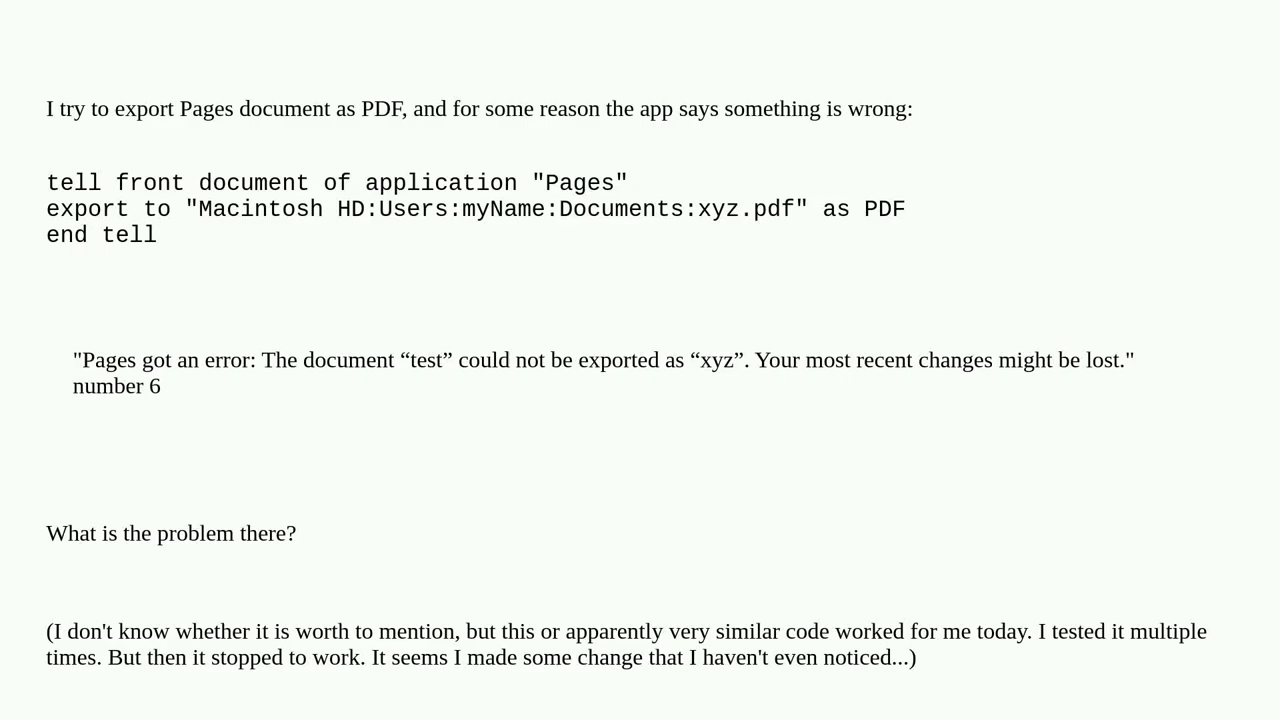 I try to export Pages document as PDF, and for some reason the app says something is wrong:
tell front document of application "Pages"
export to "Macintosh HD:Users:myName:Documents:xyz.pdf" as PDF
end tell
"Pages got an error: The document “test” could not be exported as “xyz”. Your most recent changes might be lost."
number 6
What is the problem there?
(I don't know whether it is worth to mention, but this or apparently very similar code worked for me today. I tested it multiple
times. But then it stopped to work. It seems I made some change that I haven't even noticed...)